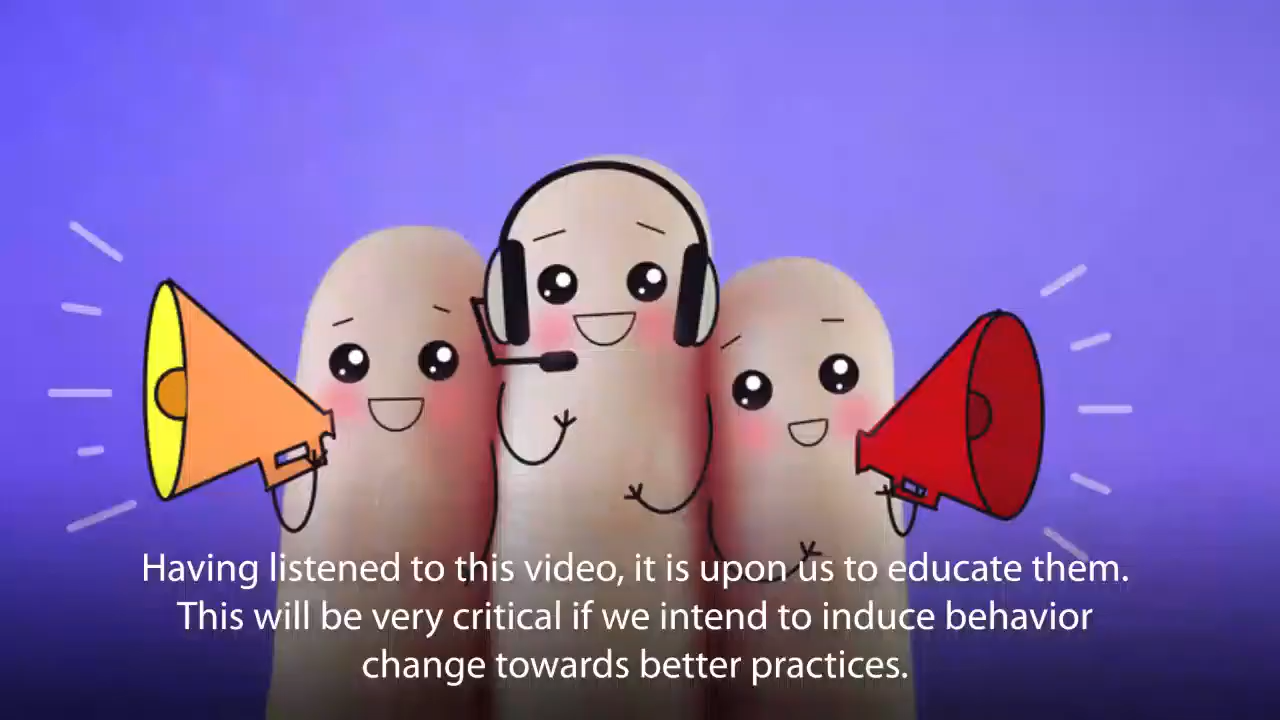 Having listened to this video, it is upon us to educate them.
This will be very critical if we intend to induce behavior
change towards better practices.